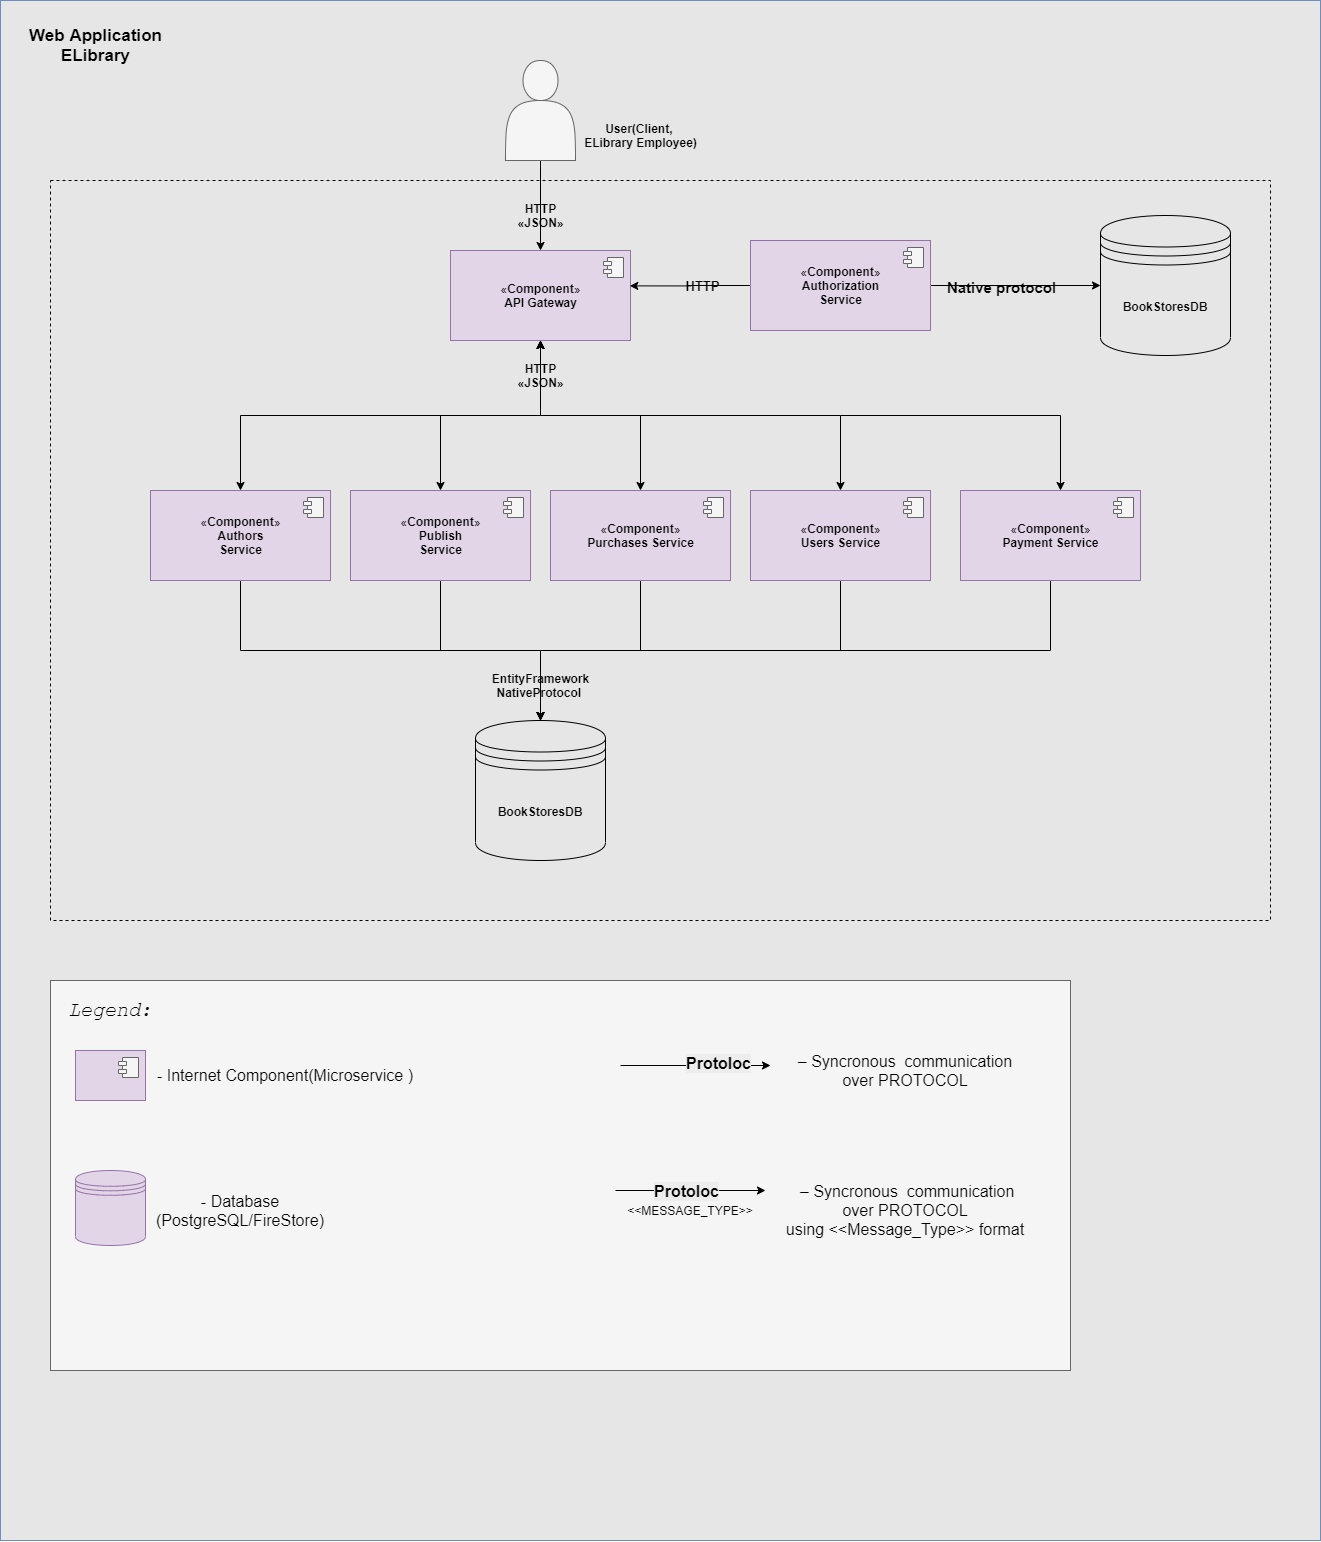 Web Application
ELibrary
User(Client,
ELibrary Employee)
HTTP
«JSON»
«Component»
API Gateway
HTTP
«Component»
Authorization
Service
Native protocol
BookStoresDB
HTTP
«JSON»
«Component»
Authors
Service
«Component»
Publish
Service
«Component»
Purchases Service
«Component»
Users Service
«Component»
Payment Service
EntityFramework
NativeProtocol
BookStoresDB
Legend:
- Internet Component(Microservice )
Protoloc
– Syncronous  communication
over PROTOCOL
- Database
(PostgreSQL/FireStore)
Protoloc
<<MESSAGE_TYPE>>
– Syncronous  communication
over PROTOCOL
using <<Message_Type>> format